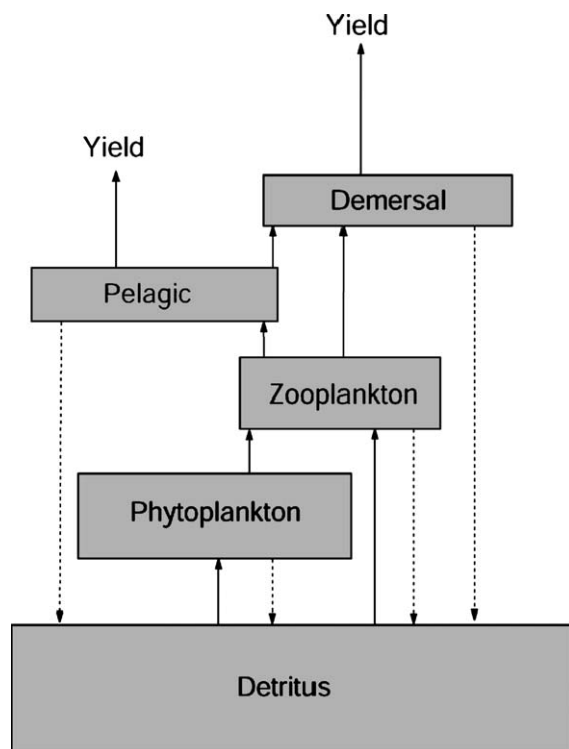 Yield
Yield
Demersal
Pelagic
Zooplankton
Phytoplankton
Detritus